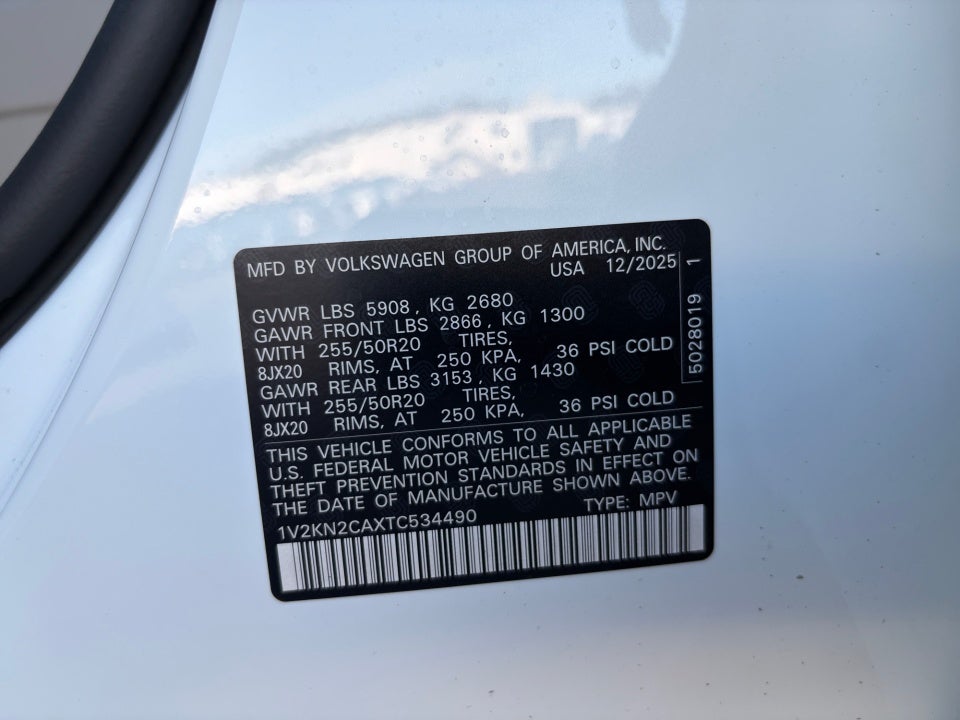 MFD BY VOLKSWAGEN GROUP OF AMERICA, INC.
USA 12/2025
GVWR LBS 5908, KG 2680
GAWR FRONT LBS 2866, KG 1300
WITH 255/50R20 TIRES,
8JX20 RIMS, AT 250 KPA, 36 PSI COLD
GAWR REAR LBS 3153, KG 1430
WITH 255/50R20 TIRES,
8JX20 RIMS, AT 250 KPA, 36 PSI COLD
THIS VEHICLE CONFORMS TO ALL APPLICABLE
U.S. FEDERAL MOTOR VEHICLE SAFETY AND
THEFT PREVENTION STANDARDS IN EFFECT ON
THE DATE OF MANUFACTURE SHOWN ABOVE.
1V2KN2CAXTC534490 TYPE: MPV
5028019 1